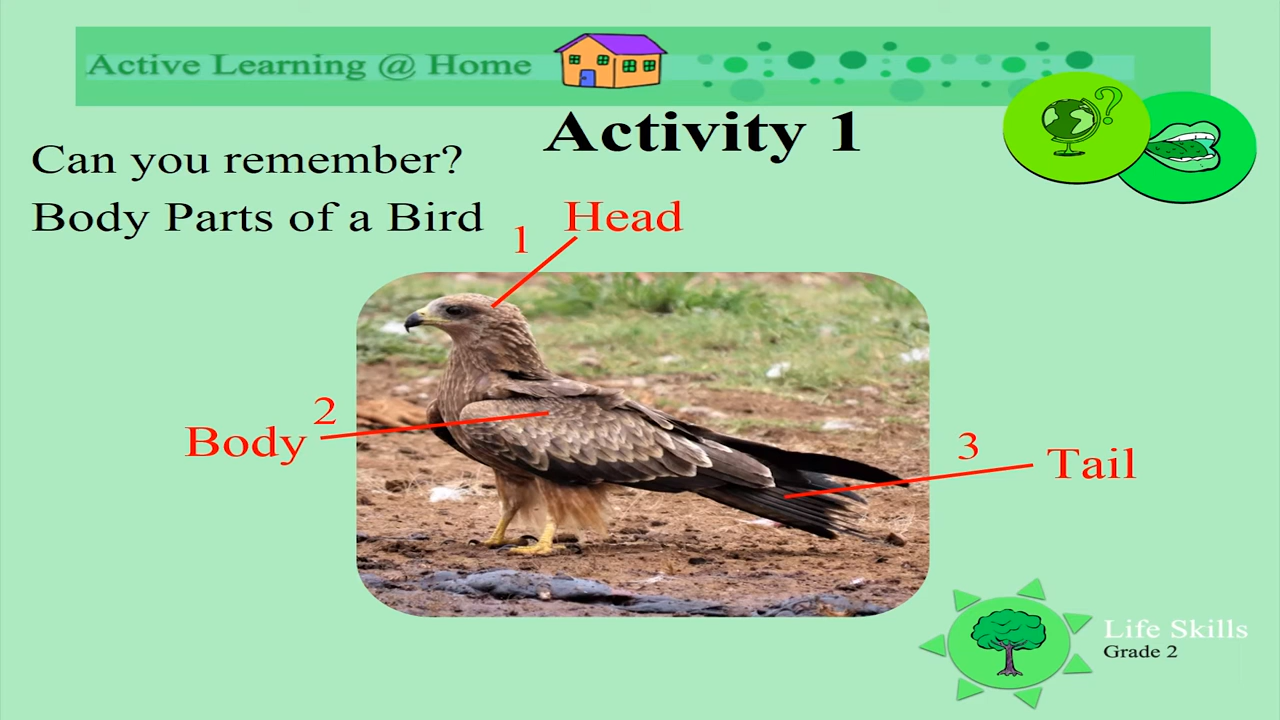 Active Learning @ Home
Activity 1
Can you remember?
Body Parts of a Bird
1 Head
2
Body
3
Tail
Life Skills
Grade 2